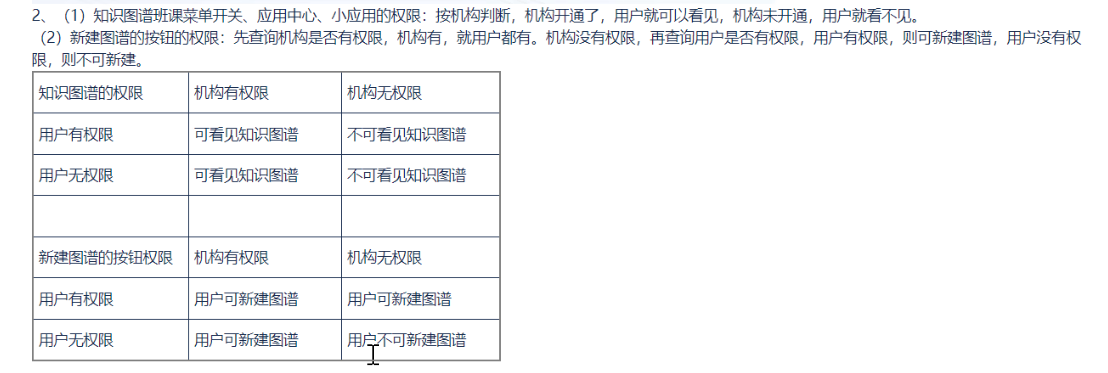 2、（1）知识图谱班课菜单开关、应用中心、小应用的权限：按机构判断，机构开通了，用户就可以看见，机构未开通，用户就看不见。
（2）新建图谱的按钮的权限：先查询机构是否有权限，机构有，就用户都有。机构没有权限，再查询用户是否有权限，用户有权限，则可新建图谱，用户没有权
限，则不可新建。
知识图谱的权限 机构有权限 机构无权限
用户有权限 可看见知识图谱 不可看见知识图谱
用户无权限 可看见知识图谱 不可看见知识图谱
新建图谱的按钮权限 机构有权限 机构无权限
用户有权限 用户可新建图谱 用户可新建图谱
用户无权限 用户可新建图谱 用户不可新建图谱